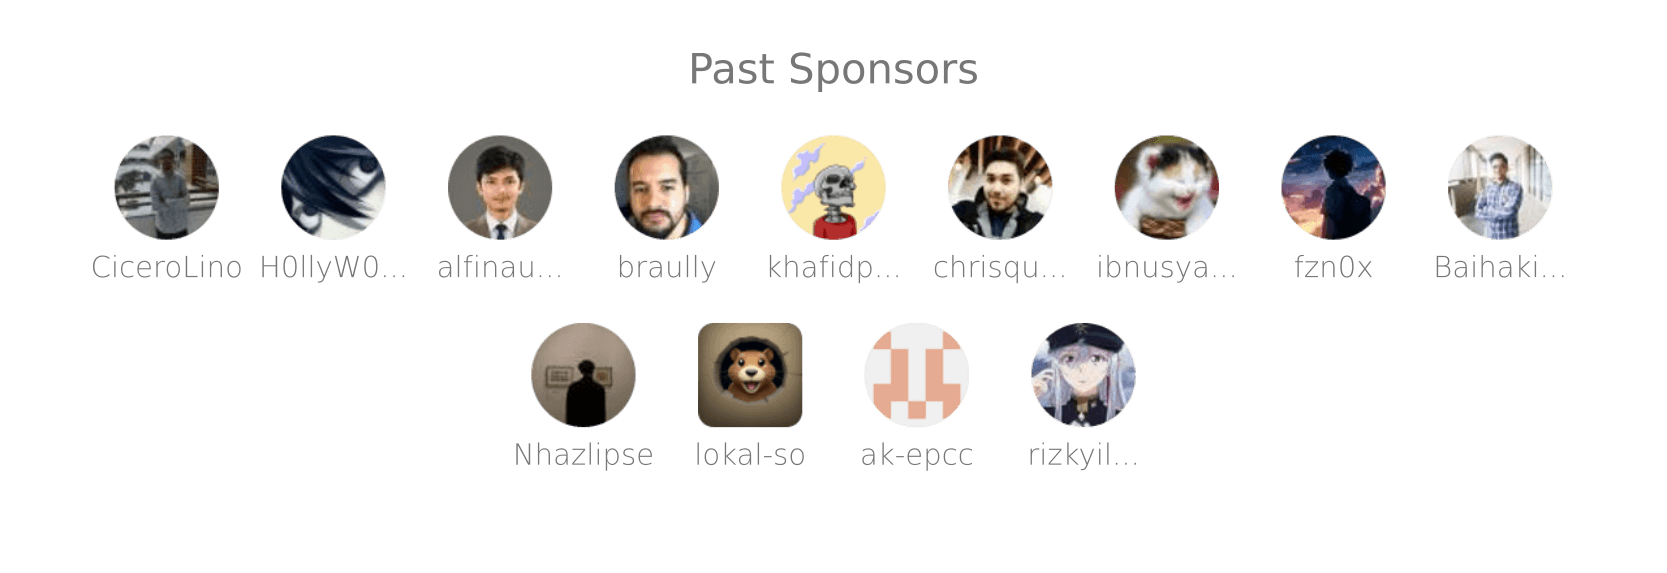 Past Sponsors
CiceroLino H0llyW0... alfinau... braully khafidp... chrisqu... ibnusya... fzn0x Baihaki...
Nhazlipse lokal-so ak-epcc rizkyil...